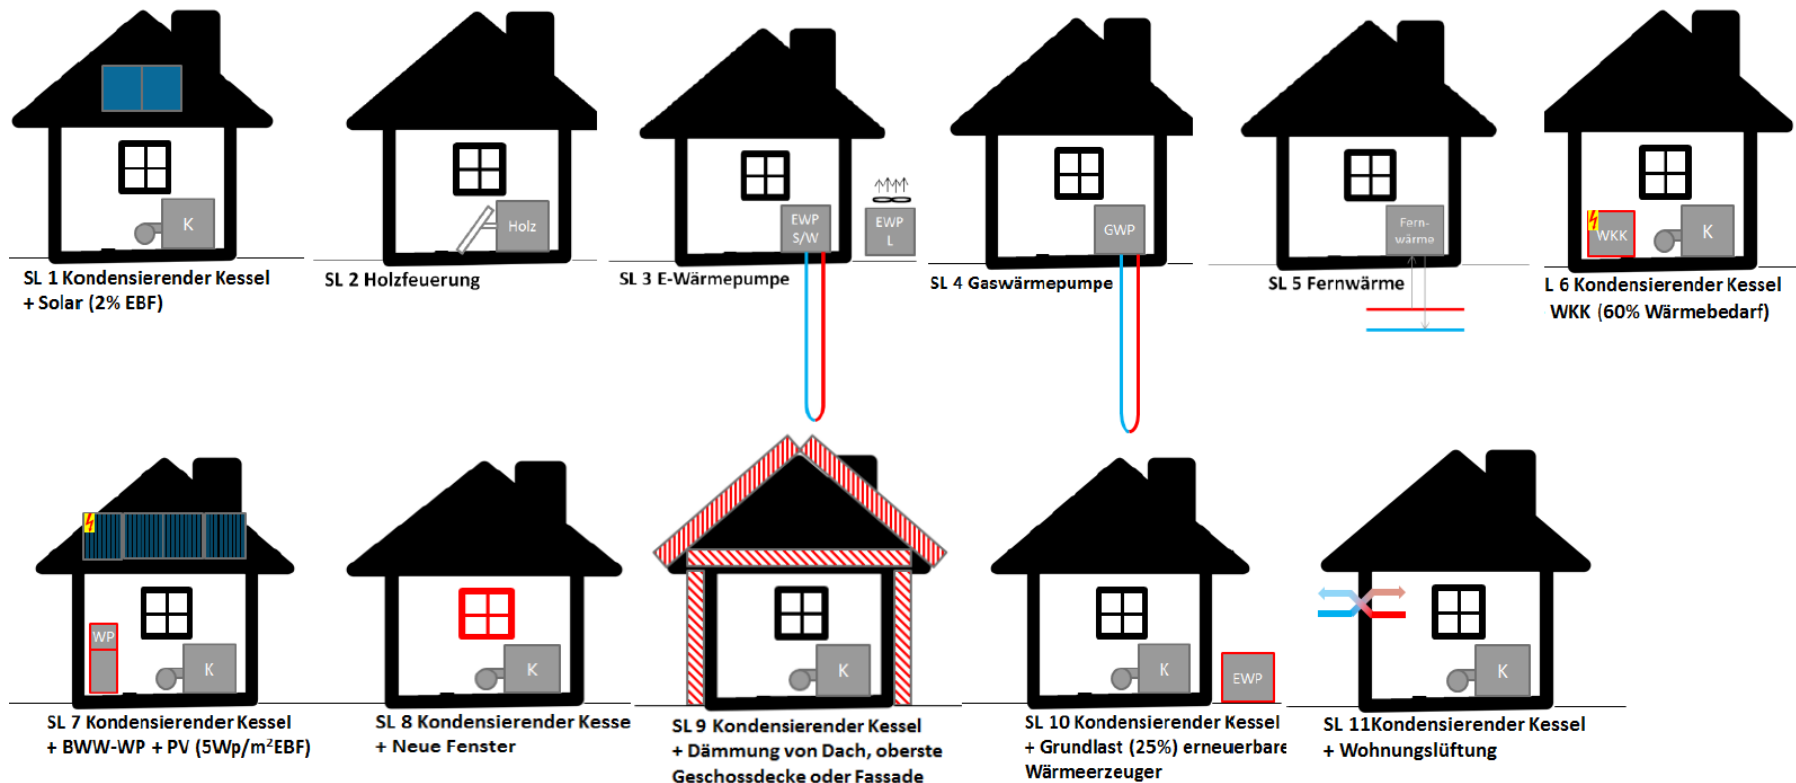 K
SL 1 Kondensierender Kessel
+ Solar (2% EBF)
Holz
SL 2 Holzfeuerung
EWP
S/W
EWP
L
SL 3 E-Wärmepumpe
GWP
SL 4 Gaswärmepumpe
Fern-
wärme
SL 5 Fernwärme
WKK
K
L 6 Kondensierender Kessel
WKK (60% Wärmebedarf)
WP
K
SL 7 Kondensierender Kessel
+ BWW-WP + PV (5Wp/m²EBF)
K
SL 8 Kondensierender Kesse
+ Neue Fenster
K
SL 9 Kondensierender Kessel
+ Dämmung von Dach, oberste
Geschossdecke oder Fassade
K
EWP
SL 10 Kondensierender Kessel
+ Grundlast (25%) erneuerbare
Wärmeerzeuger
K
SL 11Kondensierender Kessel
+ Wohnungslüftung